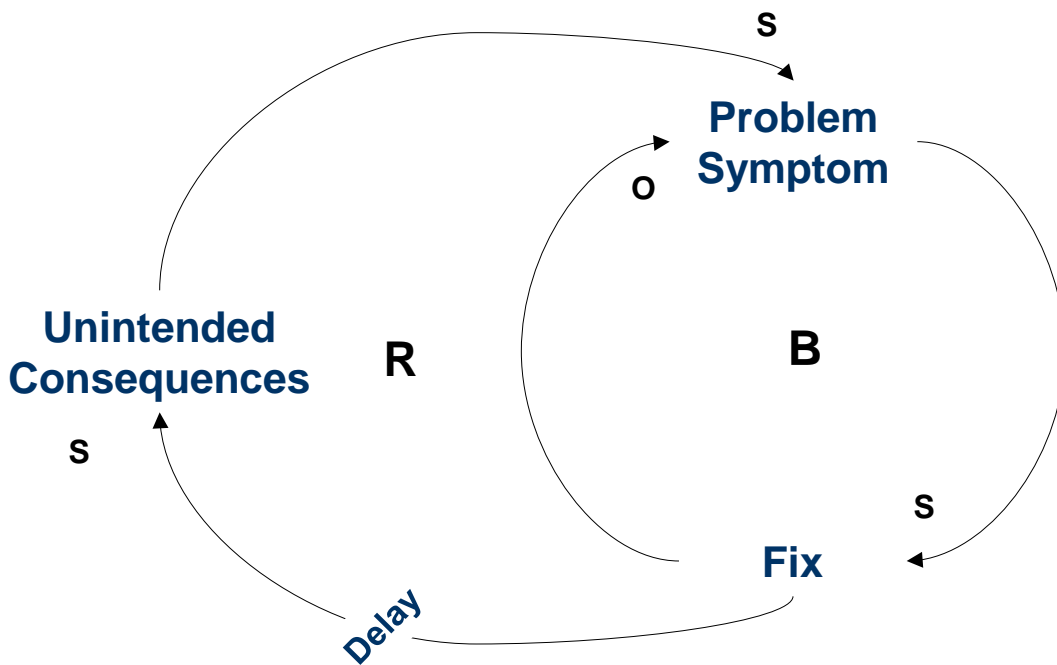 S
Problem
Symptom
O
Unintended
Consequences
R
B
S
S
Fix
Delay